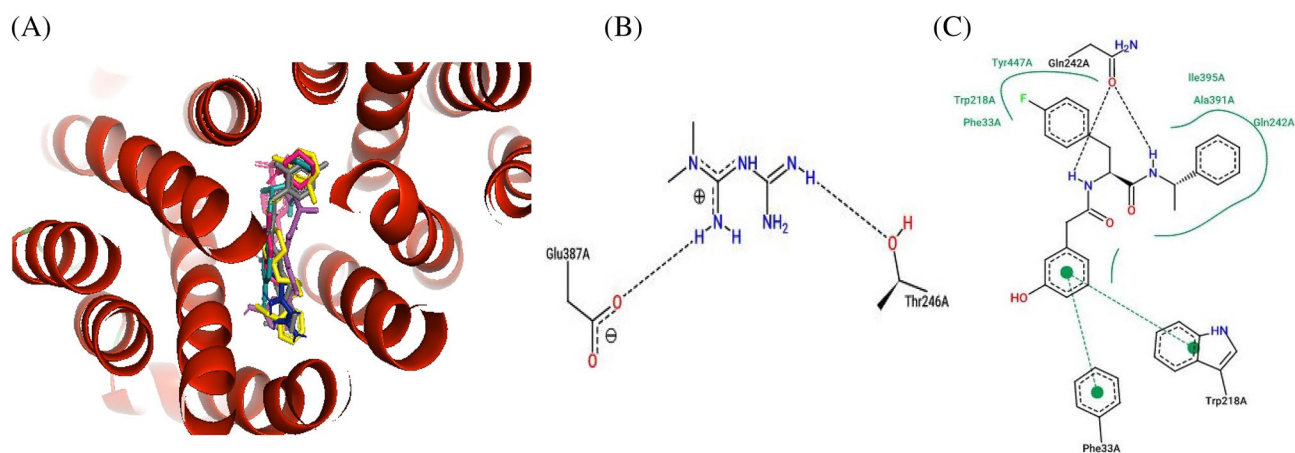 (A)
(B)
(C)
N
NH
N
H
⊕
N
H
H
NH₂
H
O
Thr246A
Glu387A
O
O
⊖
H₂N
Gln242A
O
Tyr447A
Trp218A
Phe33A
F
Ile395A
Ala391A
Gln242A
H
N
H
N
O
O
HO
HN
Trp218A
Phe33A